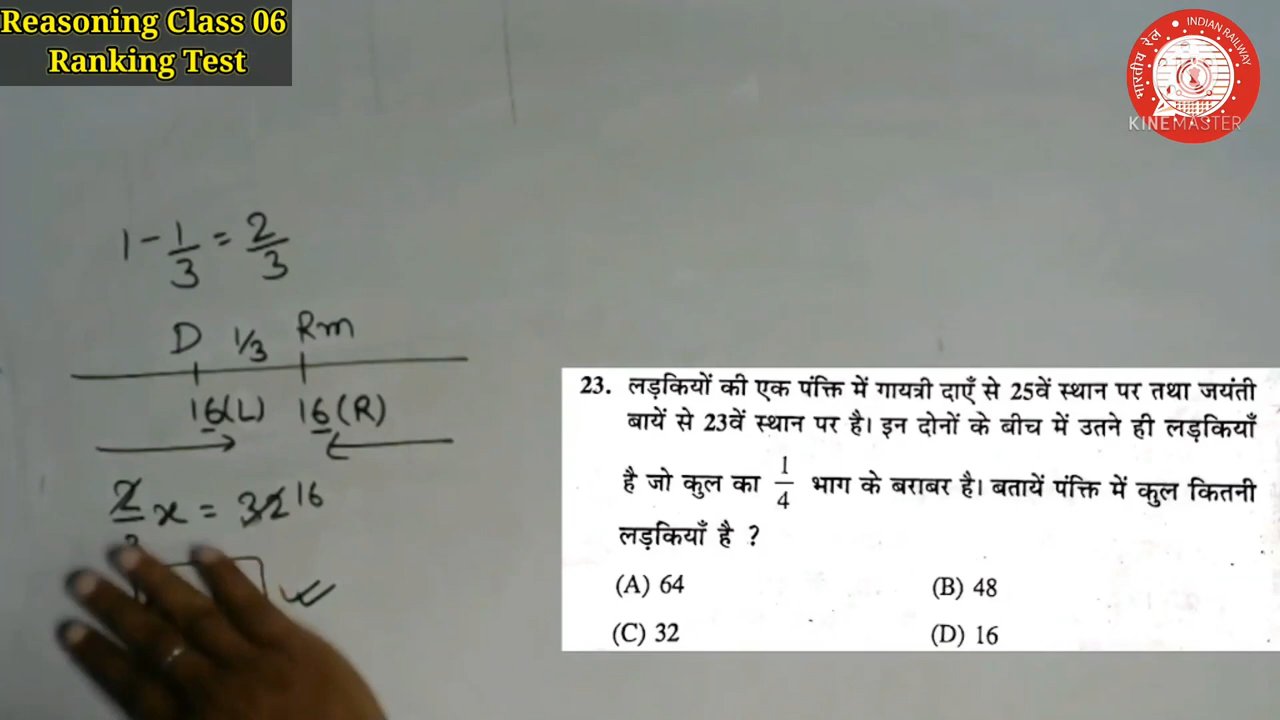 Reasoning Class 06
Ranking Test
भारतीय रेल
INDIAN RAILWAY
KINEMASTER
1 - 1/3 = 2/3
D 1/3 Rm
16(L) 16(R)
2/ x = 32 16
23. लड़कियों की एक पंक्ति में गायत्री दाएँ से 25वें स्थान पर तथा जयंती
बायें से 23वें स्थान पर है। इन दोनों के बीच में उतने ही लड़कियाँ
है जो कुल का 1/4 भाग के बराबर है। बतायें पंक्ति में कुल कितनी
लड़कियाँ है ?
(A) 64 (B) 48
(C) 32 (D) 16